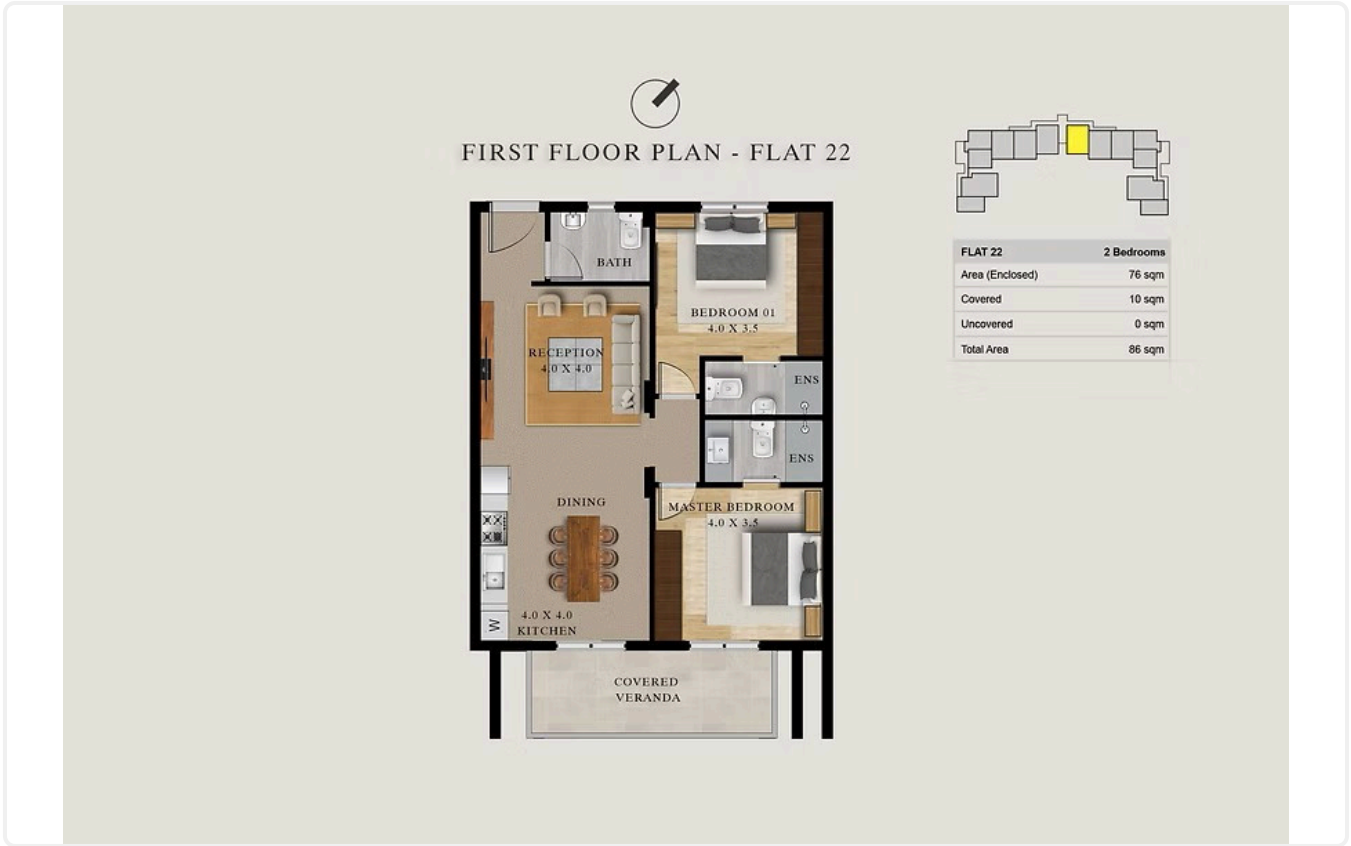 FIRST FLOOR PLAN - FLAT 22
FLAT 22 2 Bedrooms
Area (Enclosed) 76 sqm
Covered 10 sqm
Uncovered 0 sqm
Total Area 86 sqm
BATH
BEDROOM 01
4.0 X 3.5
RECEPTION
4.0 X 4.0
ENS
ENS
DINING
MASTER BEDROOM
4.0 X 3.5
4.0 X 4.0
KITCHEN
W
COVERED
VERANDA